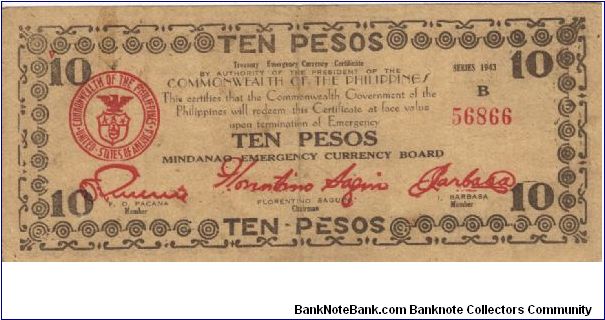 TEN PESOS
10
10
Treasury Emergency Currency Certificate
BY AUTHORITY OF THE PRESIDENT OF THE
COMMONWEALTH OF THE PHILIPPINES
SERIES 1943
B
56866
This certifies that the Commonwealth Government of the
Philippines will redeem this Certificate at face value
upon termination of Emergency
COMMONWEALTH OF THE PHILIPPINES
UNITED STATES OF AMERICA
TEN PESOS
MINDANAO EMERGENCY CURRENCY BOARD
Florentino Saguin
I Barbasa
10
10
P. D. PACANA
Member
FLORENTINO SAGUIN
Chairman
I. BARBASA
Member
TEN PESOS
BankNoteBank.com Banknote Collectors Community